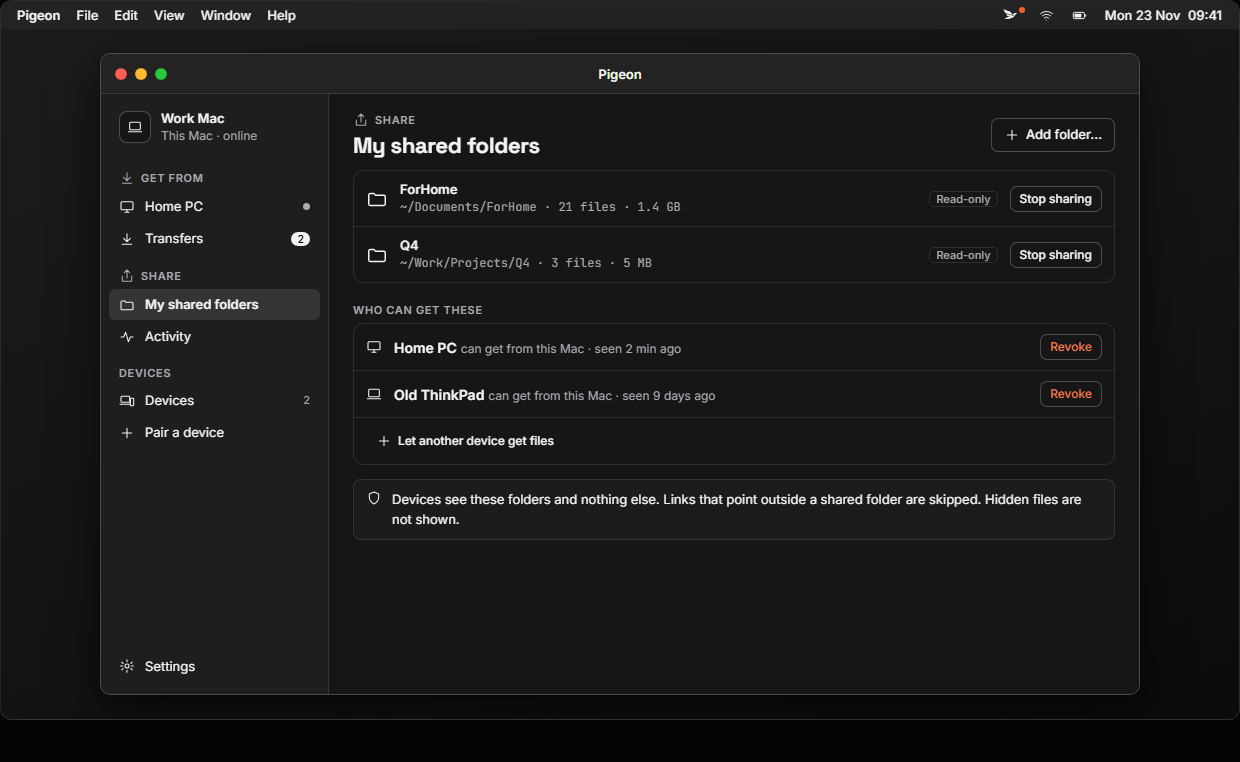 Pigeon File Edit View Window Help Mon 23 Nov 09:41
Pigeon
Work Mac
This Mac · online
GET FROM
Home PC
Transfers 2
SHARE
My shared folders
Activity
DEVICES
Devices 2
Pair a device
Settings
SHARE
My shared folders
Add folder...
ForHome
~/Documents/ForHome · 21 files · 1.4 GB
Read-only Stop sharing
Q4
~/Work/Projects/Q4 · 3 files · 5 MB
Read-only Stop sharing
WHO CAN GET THESE
Home PC can get from this Mac · seen 2 min ago Revoke
Old ThinkPad can get from this Mac · seen 9 days ago Revoke
Let another device get files
Devices see these folders and nothing else. Links that point outside a shared folder are skipped. Hidden files are
not shown.